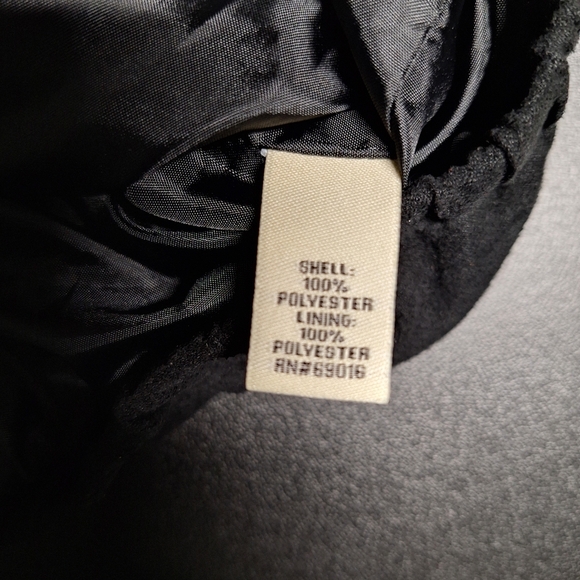 SHELL:
100%
POLYESTER
LINING:
100%
POLYESTER
RN#69016